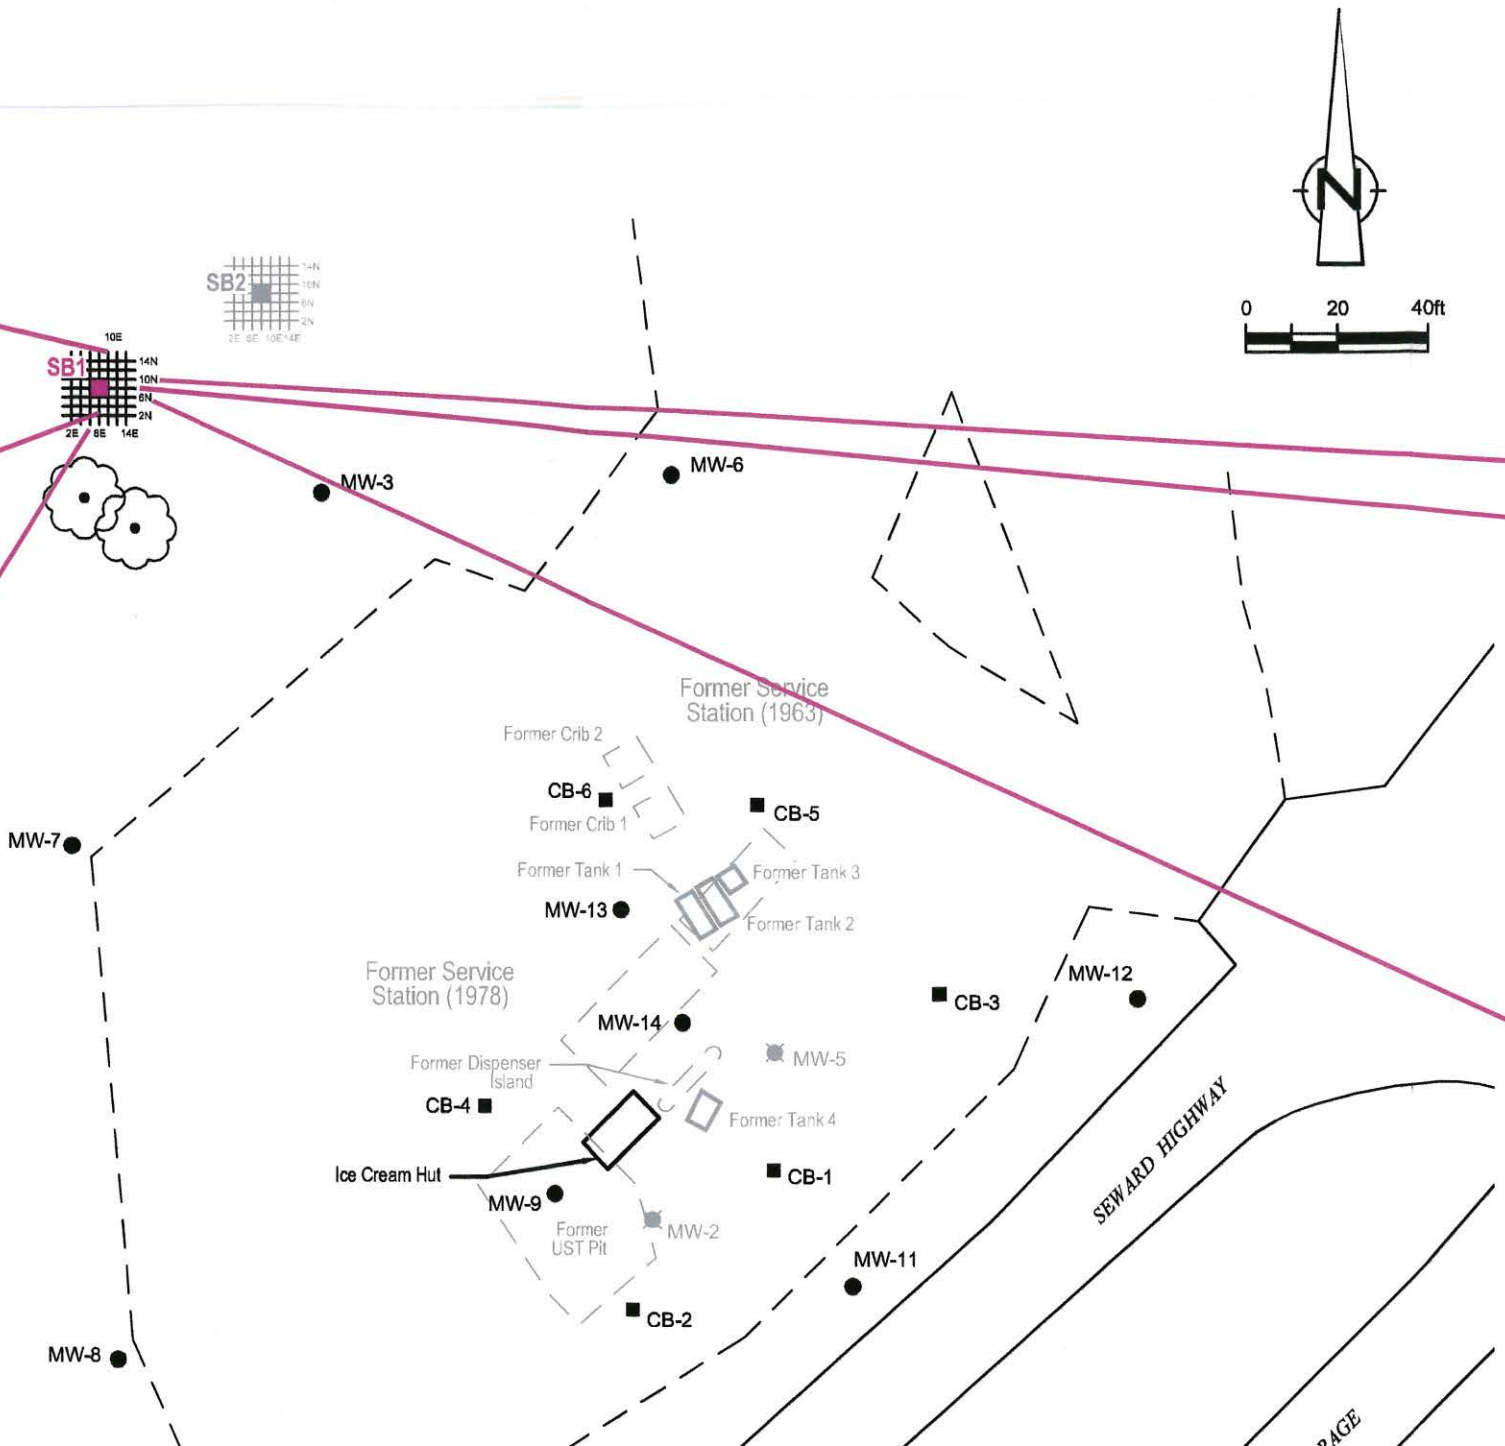 N
0 20 40ft
SB2
14N
10N
6N
2N
2E 6E 10E 14E
10E
SB1
14N
10N
6N
2N
2E 6E 14E
MW-3
MW-6
Former Service
Station (1963)
Former Crib 2
CB-6
CB-5
Former Crib 1
MW-7
Former Tank 1
Former Tank 3
MW-13
Former Tank 2
Former Service
Station (1978)
MW-12
CB-3
MW-14
MW-5
Former Dispenser
Island
CB-4
Former Tank 4
SEWARD HIGHWAY
Ice Cream Hut
CB-1
MW-9
Former
UST Pit
MW-2
MW-11
CB-2
MW-8
RAGE